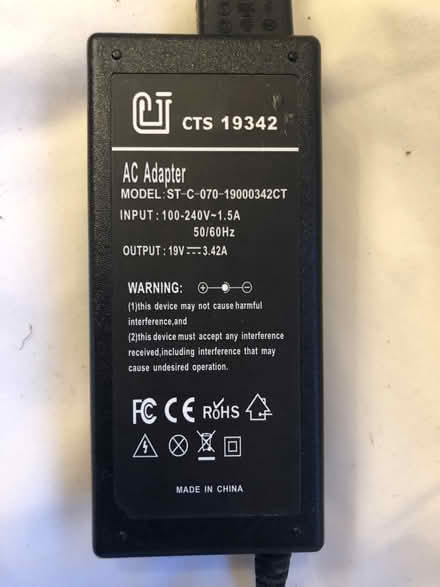 CTS 19342
AC Adapter
MODEL:ST-C-070-19000342CT
INPUT:100-240V~1.5A
50/60Hz
OUTPUT:19V⎓3.42A
WARNING:
(1)this device may not cause harmful
interference,and
(2)this device must accept any interference
received,including interference that may
cause undesired operation.
FC CE RoHS
MADE IN CHINA